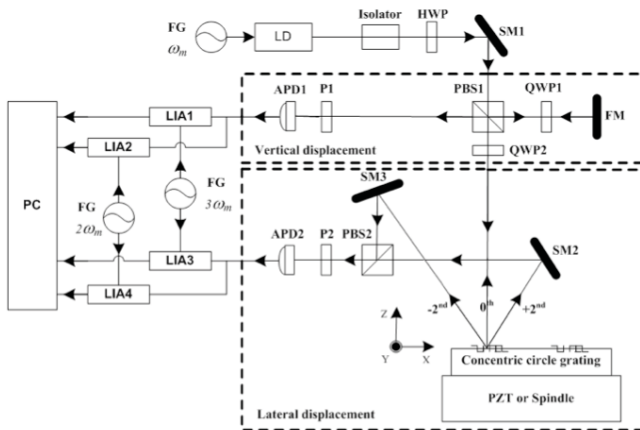 FG
ωm
LD
Isolator
HWP
SM1
APD1
P1
PBS1
QWP1
FM
QWP2
Vertical displacement
LIA1
LIA2
PC
FG
2ωm
FG
3ωm
LIA3
LIA4
SM3
APD2
P2
PBS2
SM2
-2nd
0th
+2nd
Z
Y
X
Concentric circle grating
PZT or Spindle
Lateral displacement